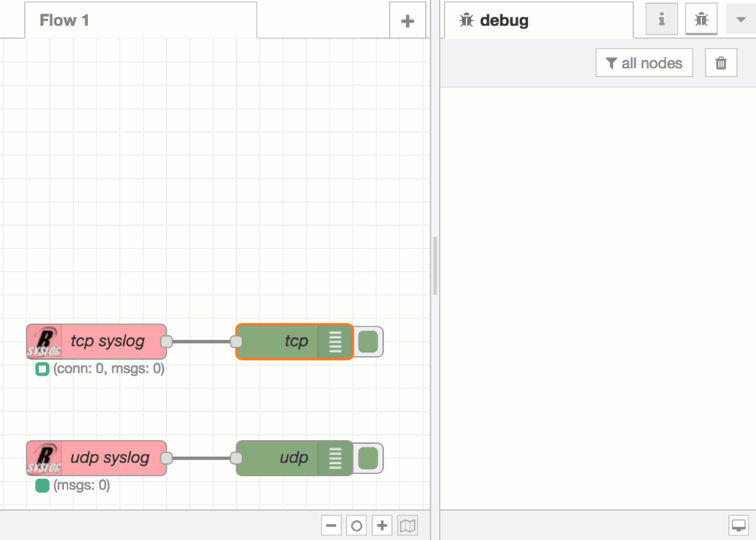 Flow 1
debug
all nodes
R
SYSLOG
tcp syslog
tcp
(conn: 0, msgs: 0)
R
SYSLOG
udp syslog
udp
(msgs: 0)